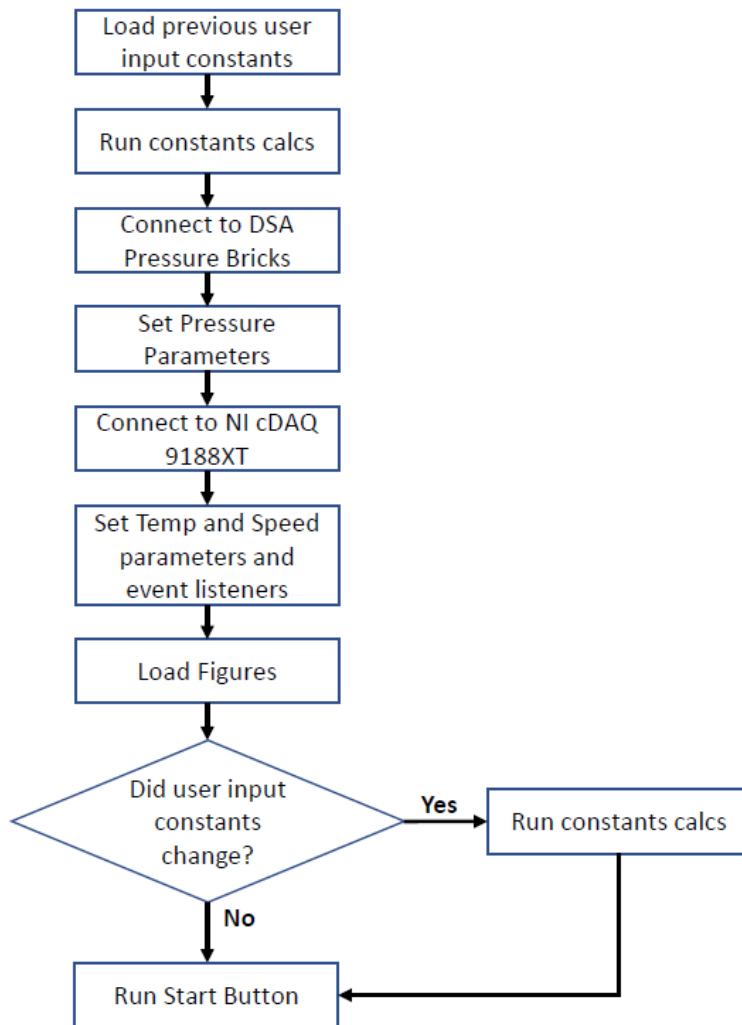 Load previous user
input constants
Run constants calcs
Connect to DSA
Pressure Bricks
Set Pressure
Parameters
Connect to NI cDAQ
9188XT
Set Temp and Speed
parameters and
event listeners
Load Figures
Did user input
constants
change?
Yes
Run constants calcs
No
Run Start Button